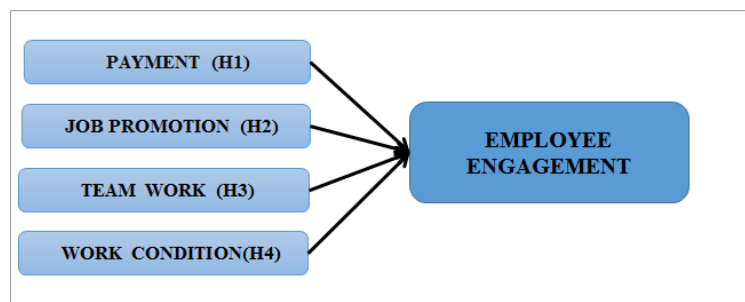 PAYMENT (H1)
JOB PROMOTION (H2)
TEAM WORK (H3)
WORK CONDITION(H4)
EMPLOYEE
ENGAGEMENT